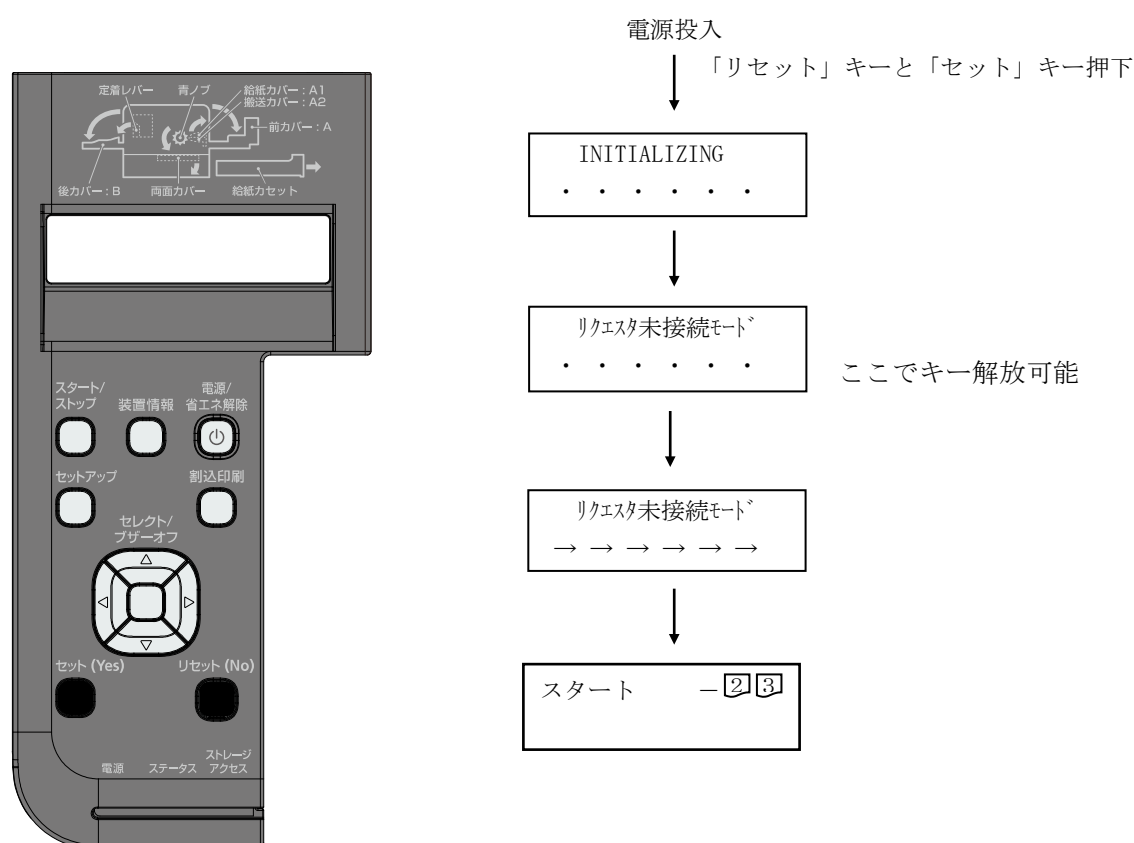 定着レバー
青ノブ
給紙カバー：A1
搬送カバー：A2
前カバー：A
後カバー：B
両面カバー
給紙カセット
スタート/
ストップ
装置情報
電源/
省エネ解除
セットアップ
割込印刷
セレクト/
ブザーオフ
セット (Yes)
リセット (No)
電源
ステータス
ストレージ
アクセス
電源投入
「リセット」キーと「セット」キー押下
INITIALIZING
・ ・ ・ ・ ・ ・
ﾘｸｴｽﾀ未接続ﾓｰﾄﾞ
・ ・ ・ ・ ・ ・
ここでキー解放可能
ﾘｸｴｽﾀ未接続ﾓｰﾄﾞ
→ → → → → →
スタート －23